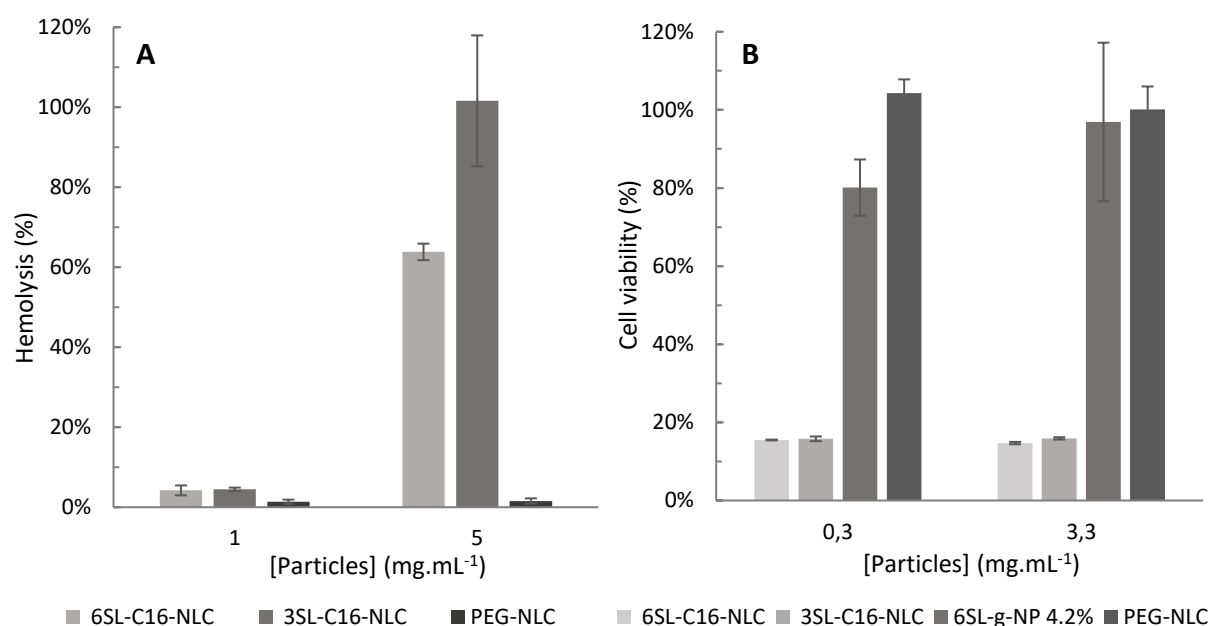 A
120%
100%
80%
60%
40%
20%
0%
Hemolysis (%)
1 5
[Particles] (mg.mL-1)
6SL-C16-NLC 3SL-C16-NLC PEG-NLC
B
120%
100%
80%
60%
40%
20%
0%
Cell viability (%)
0,3 3,3
[Particles] (mg.mL-1)
6SL-C16-NLC 3SL-C16-NLC 6SL-g-NP 4.2% PEG-NLC